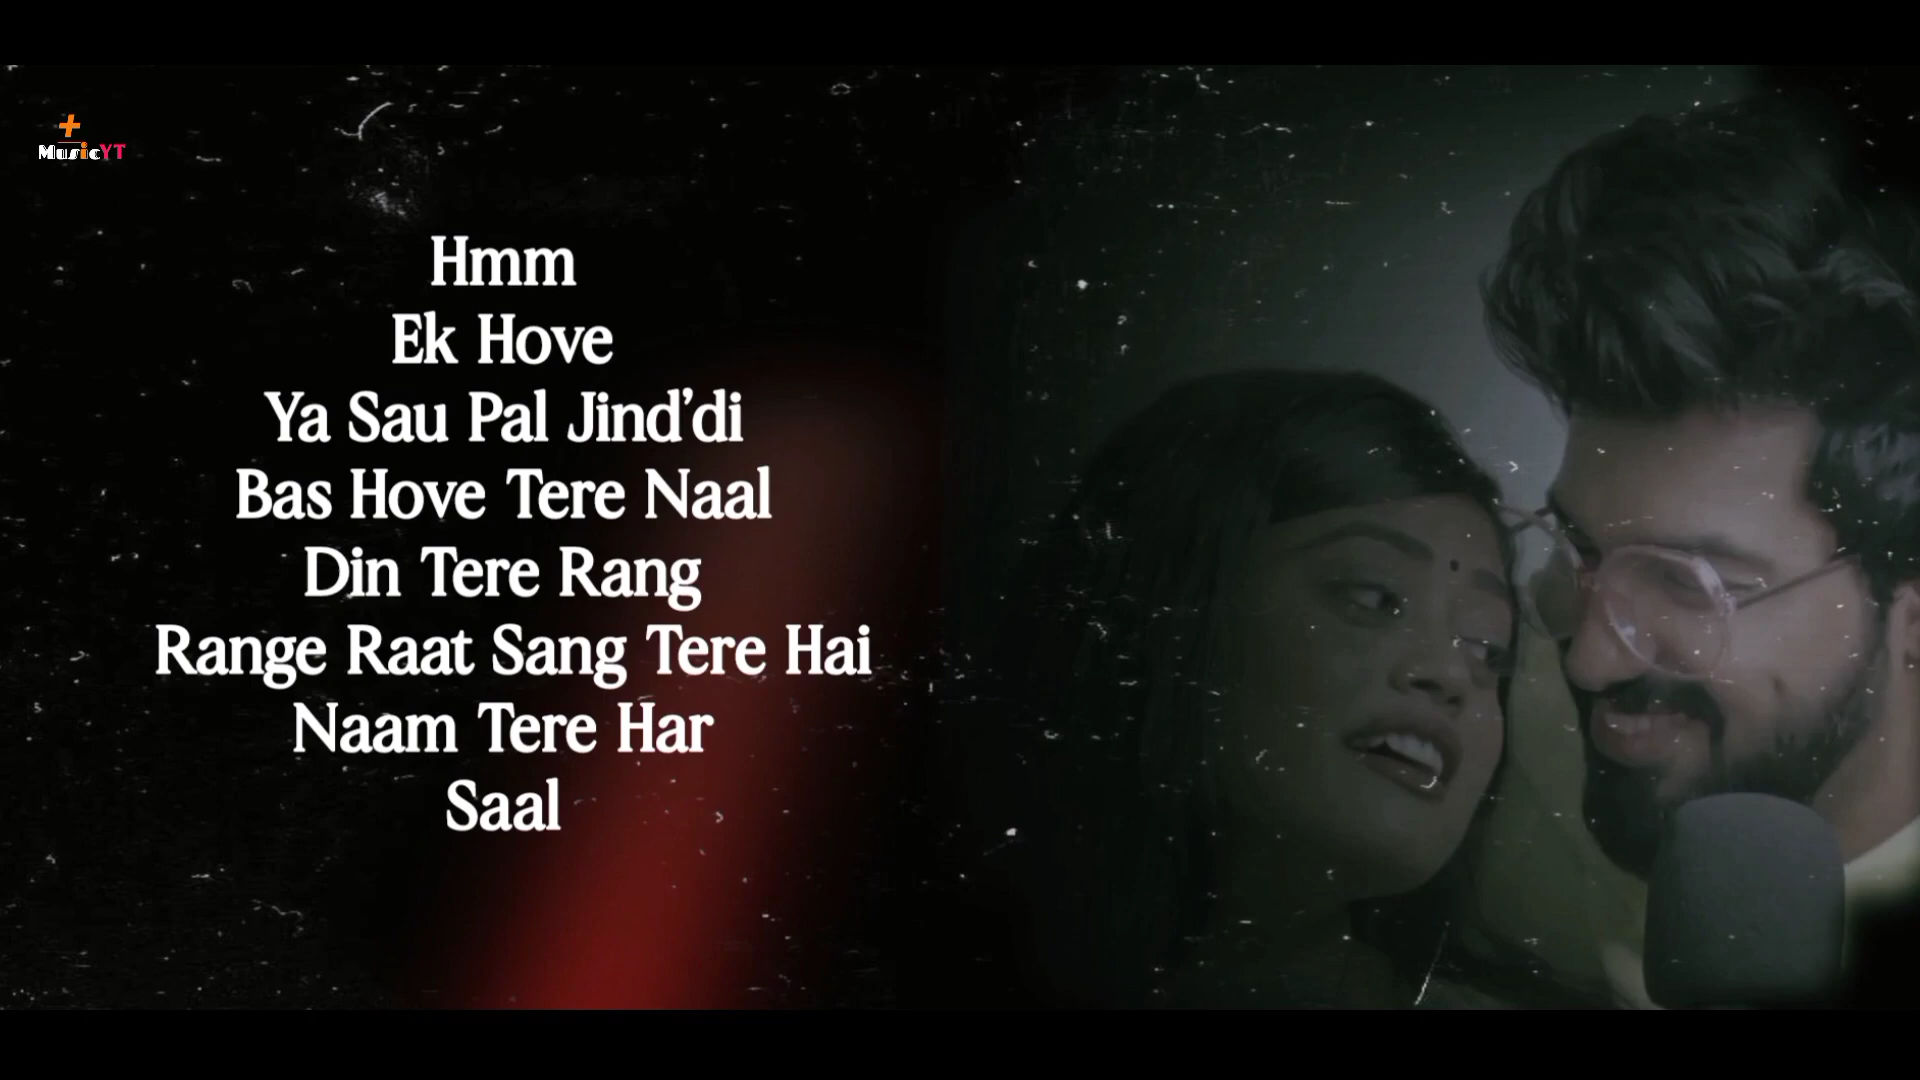 +
MusicYT
Hmm
Ek Hove
Ya Sau Pal Jind’di
Bas Hove Tere Naal
Din Tere Rang
Range Raat Sang Tere Hai
Naam Tere Har
Saal